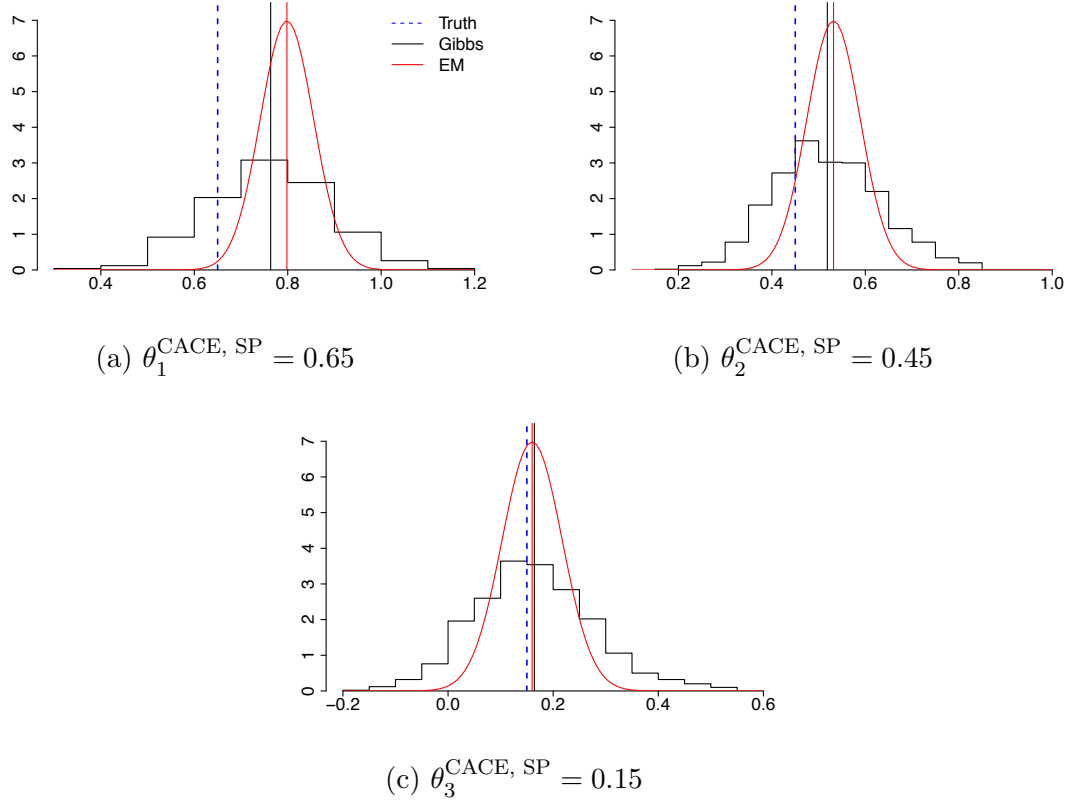 7
6
5
4
3
2
1
0
0.4 0.6 0.8 1.0 1.2
Truth
Gibbs
EM
(a) θ₁^CACE, SP = 0.65
7
6
5
4
3
2
1
0
0.2 0.4 0.6 0.8 1.0
(b) θ₂^CACE, SP = 0.45
7
6
5
4
3
2
1
0
−0.2 0.0 0.2 0.4 0.6
(c) θ₃^CACE, SP = 0.15